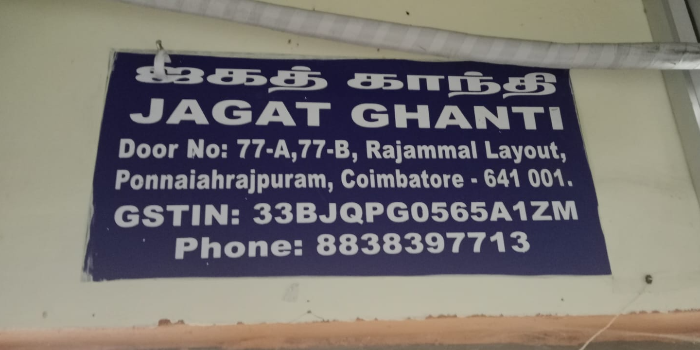 ஜகத் காந்தி
JAGAT GHANTI
Door No: 77-A,77-B, Rajammal Layout,
Ponnaiahrajpuram, Coimbatore - 641 001.
GSTIN: 33BJQPG0565A1ZM
Phone: 8838397713